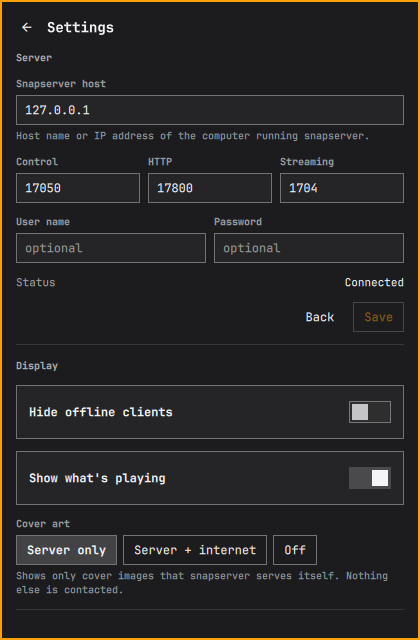 ← Settings
Server
Snapserver host
127.0.0.1
Host name or IP address of the computer running snapserver.
Control HTTP Streaming
17050 17800 1704
User name Password
optional optional
Status Connected
Back Save
Display
Hide offline clients
Show what's playing
Cover art
Server only Server + internet Off
Shows only cover images that snapserver serves itself. Nothing
else is contacted.